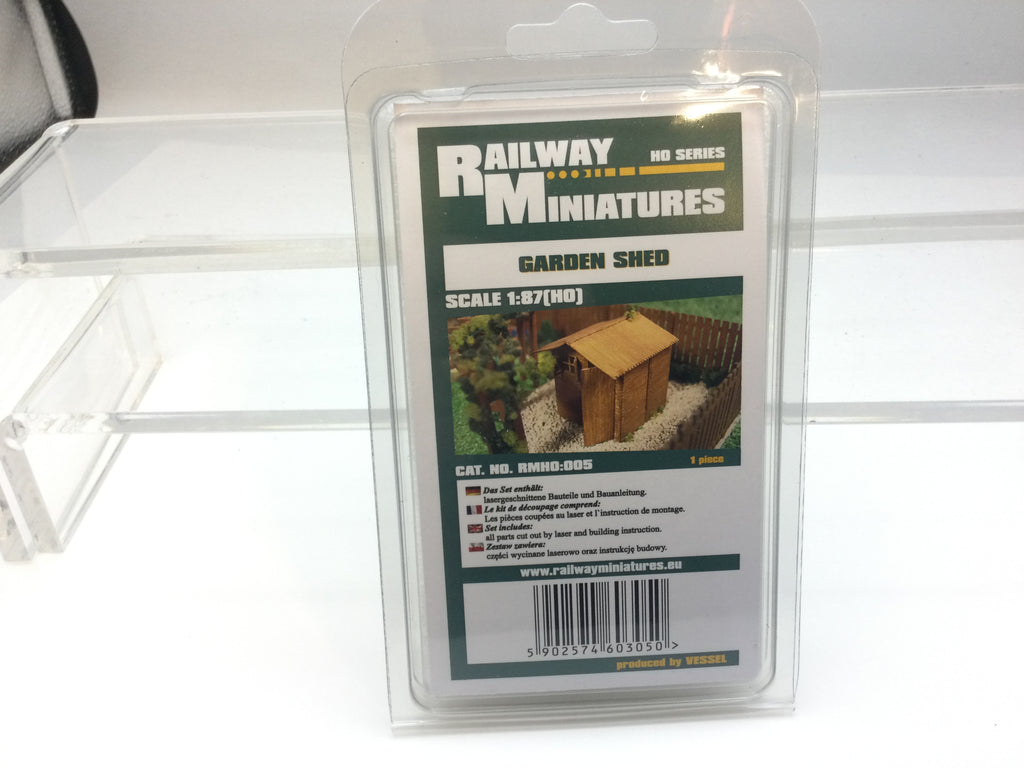 RAILWAY
HO SERIES
MINIATURES
GARDEN SHED
SCALE 1:87(HO)
CAT. NO. RMHO:005
1 piece
Das Set enthält:
lasergeschnittene Bauteile und Bauanleitung.
Le kit de découpage comprend:
Les pièces coupées au laser et l'instruction de montage.
Set includes:
all parts cut out by laser and building instruction.
Zestaw zawiera:
części wycinane laserowo oraz instrukcję budowy.
www.railwayminiatures.eu
5 902574 603050 >
produced by VESSEL